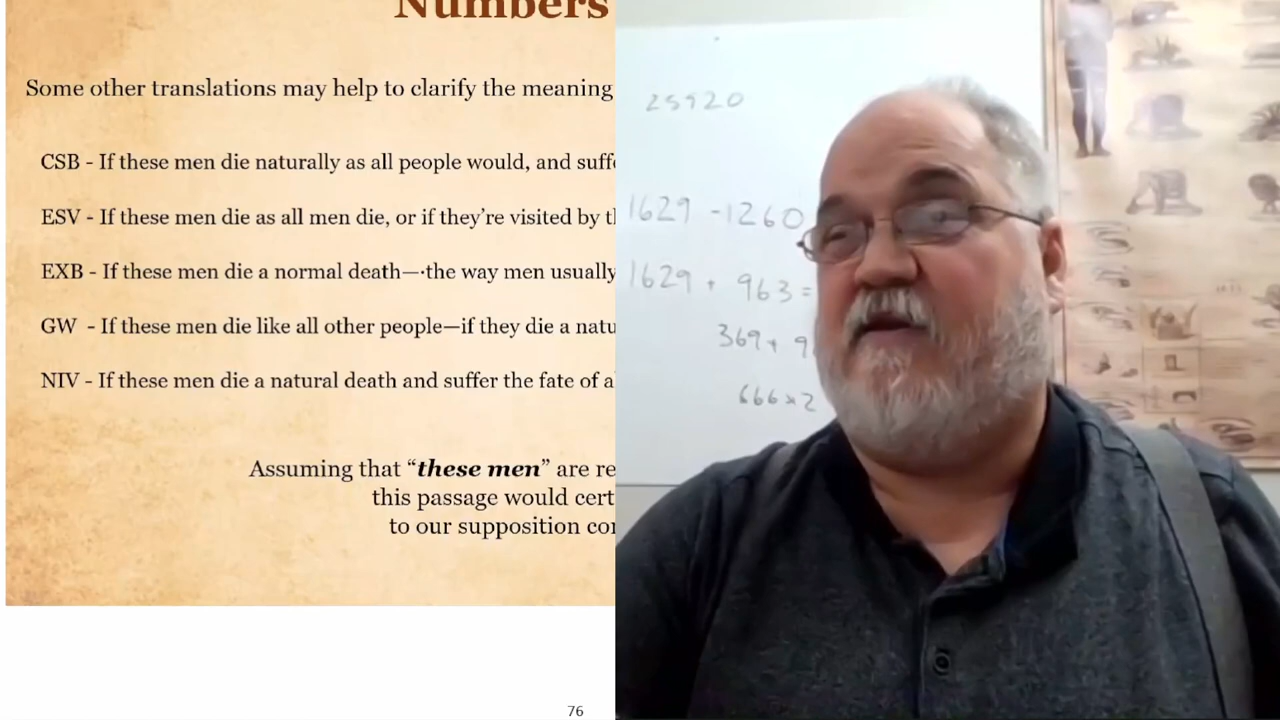 Numbers
Some other translations may help to clarify the meaning
CSB - If these men die naturally as all people would, and suffe
ESV - If these men die as all men die, or if they're visited by t
EXB - If these men die a normal death—·the way men usually
GW - If these men die like all other people—if they die a natu
NIV - If these men die a natural death and suffer the fate of a
Assuming that “these men” are re
this passage would cert
to our supposition co
76
25920
1629 -1260
1629 + 963 =
369 + 9
666x2